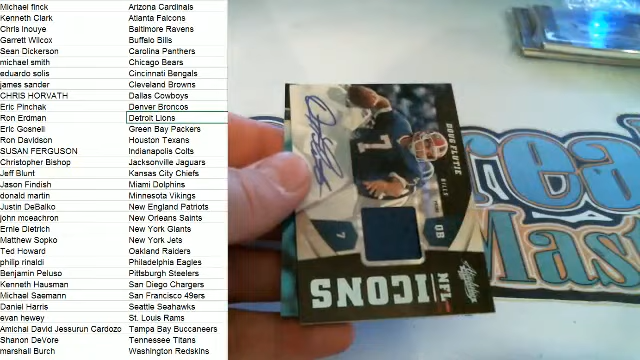 Michael finck Arizona Cardinals
Kenneth Clark Atlanta Falcons
Chris Inouye Baltimore Ravens
Garrett Wilcox Buffalo Bills
Sean Dickerson Carolina Panthers
michael smith Chicago Bears
eduardo solis Cincinnati Bengals
james sander Cleveland Browns
CHRIS HORVATH Dallas Cowboys
Eric Pinchak Denver Broncos
Ron Erdman Detroit Lions
Eric Gosnell Green Bay Packers
Ron Davidson Houston Texans
SUSAN FERGUSON Indianapolis Colts
Christopher Bishop Jacksonville Jaguars
Jeff Blunt Kansas City Chiefs
Jason Findish Miami Dolphins
donald martin Minnesota Vikings
Justin DeBalko New England Patriots
john mceachron New Orleans Saints
Ernie Dietrich New York Giants
Matthew Sopko New York Jets
Ted Howard Oakland Raiders
philip rinaldi Philadelphia Eagles
Benjamin Peluso Pittsburgh Steelers
Kenneth Hausman San Diego Chargers
Michael Saemann San Francisco 49ers
Daniel Harris Seattle Seahawks
evan hewey St. Louis Rams
Amichai David Jessurun Cardozo Tampa Bay Buccaneers
Shanon DeVore Tennessee Titans
marshall Burch Washington Redskins
DOUG FLUTIE
BILLS
7
7
QB
NFL
ICONS
Absolute